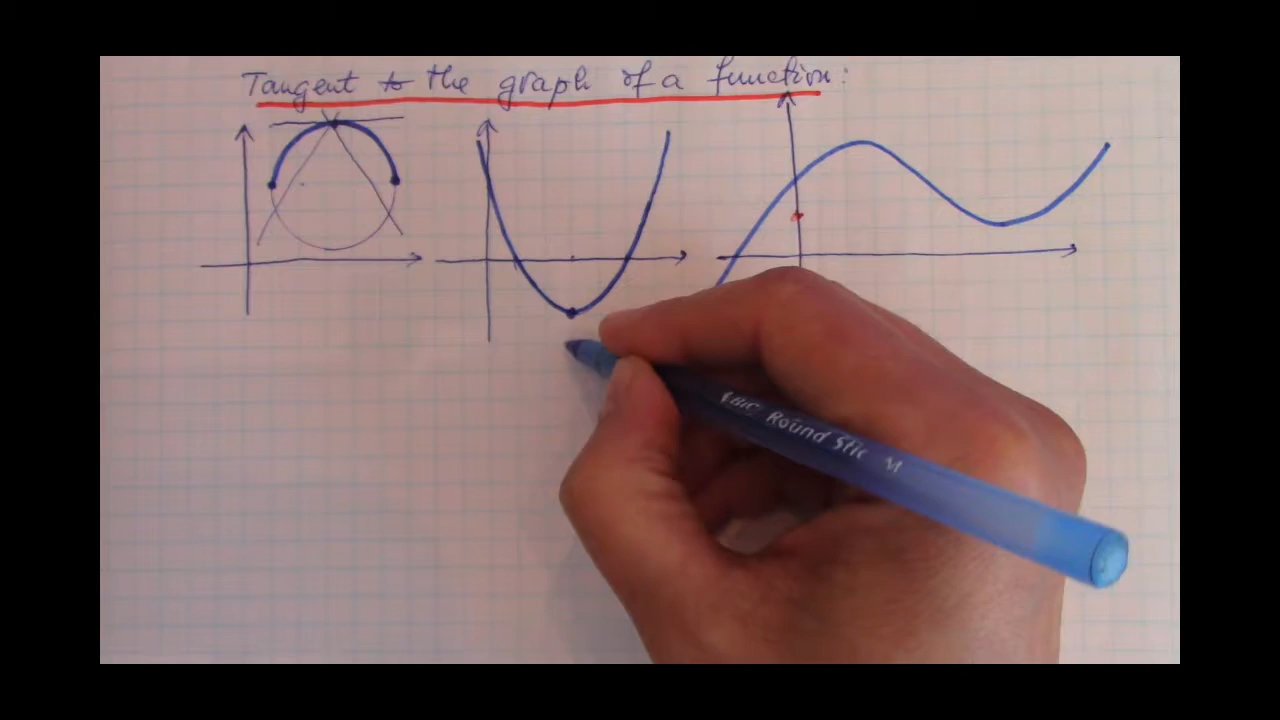 Tangent to the graph of a function:
BIC Round Stic M